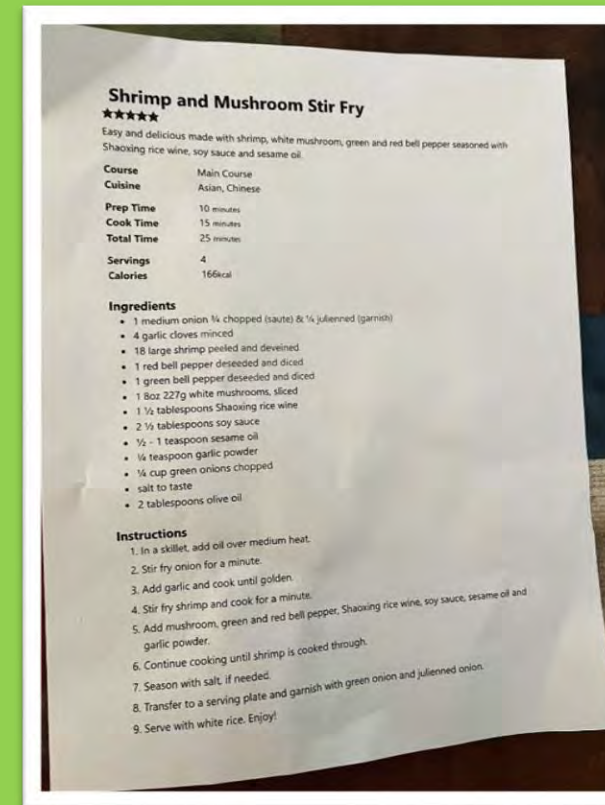 Shrimp and Mushroom Stir Fry
★★★★★
Easy and delicious made with shrimp, white mushroom, green and red bell pepper seasoned with
Shaoxing rice wine, soy sauce and sesame oil.
Course Main Course
Cuisine Asian, Chinese
Prep Time 10 minutes
Cook Time 15 minutes
Total Time 25 minutes
Servings 4
Calories 166kcal
Ingredients
• 1 medium onion ¾ chopped (saute) & ¼ julienned (garnish)
• 4 garlic cloves minced
• 18 large shrimp peeled and deveined
• 1 red bell pepper deseeded and diced
• 1 green bell pepper deseeded and diced
• 1 8oz 227g white mushrooms, sliced
• 1 ½ tablespoons Shaoxing rice wine
• 2 ½ tablespoons soy sauce
• ½ - 1 teaspoon sesame oil
• ¼ teaspoon garlic powder
• ¼ cup green onions chopped
• salt to taste
• 2 tablespoons olive oil
Instructions
1. In a skillet, add oil over medium heat.
2. Stir fry onion for a minute.
3. Add garlic and cook until golden.
4. Stir fry shrimp and cook for a minute.
5. Add mushroom, green and red bell pepper, Shaoxing rice wine, soy sauce, sesame oil and
garlic powder.
6. Continue cooking until shrimp is cooked through.
7. Season with salt, if needed.
8. Transfer to a serving plate and garnish with green onion and julienned onion.
9. Serve with white rice. Enjoy!